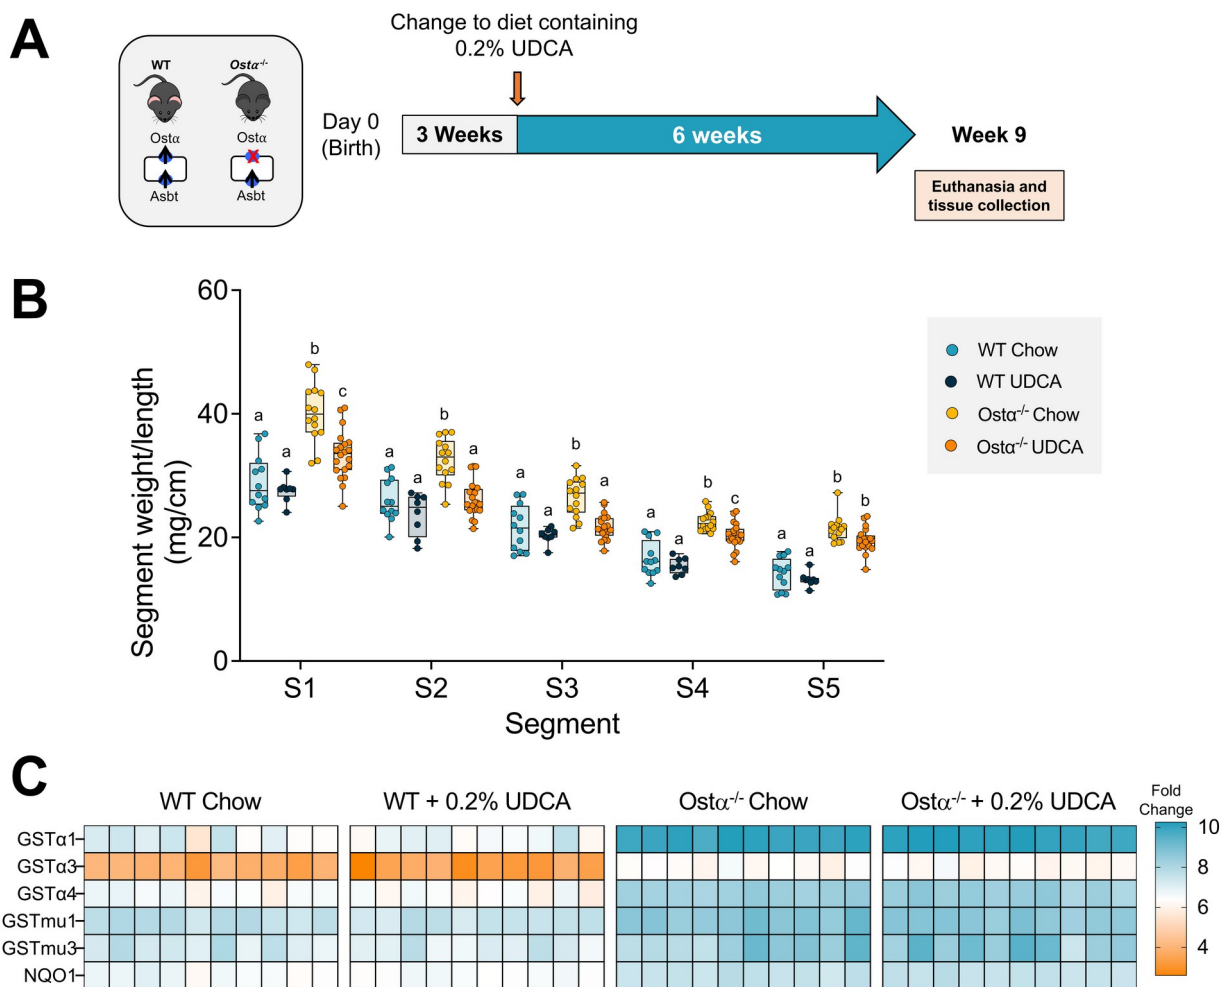 A
WT
Ostα-/-
Ostα
Ostα
Asbt
Asbt
Day 0
(Birth)
Change to diet containing
0.2% UDCA
3 Weeks
6 weeks
Week 9
Euthanasia and
tissue collection
B
Segment weight/length
(mg/cm)
60
40
20
0
a
a
b
c
a
a
b
a
a
a
b
a
a
a
b
c
a
a
b
b
S1
S2
S3
S4
S5
Segment
WT Chow
WT UDCA
Ostα-/- Chow
Ostα-/- UDCA
C
WT Chow
WT + 0.2% UDCA
Ostα-/- Chow
Ostα-/- + 0.2% UDCA
GSTα1
GSTα3
GSTα4
GSTmu1
GSTmu3
NQO1
Fold
Change
10
8
6
4